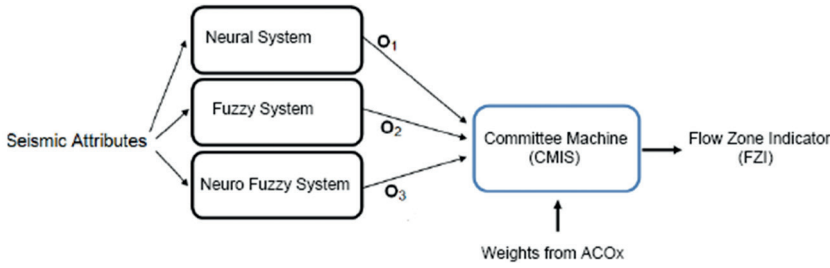 Seismic Attributes
Neural System
Fuzzy System
Neuro Fuzzy System
O1
O2
O3
Committee Machine
(CMIS)
Weights from ACOx
Flow Zone Indicator
(FZI)